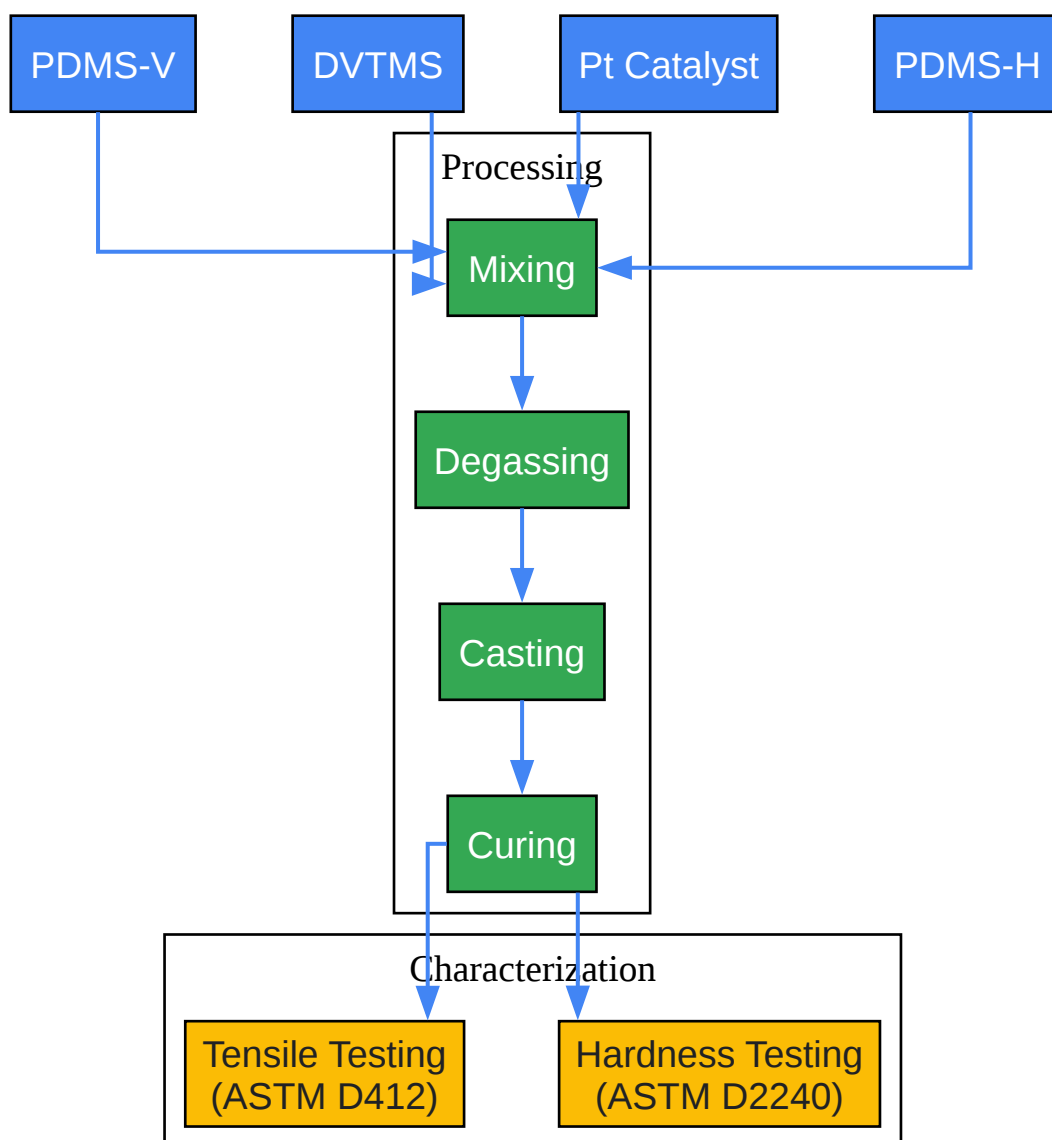 PDMS-V
DVTMS
Pt Catalyst
PDMS-H
Processing
Mixing
Degassing
Casting
Curing
Characterization
Tensile Testing
(ASTM D412)
Hardness Testing
(ASTM D2240)